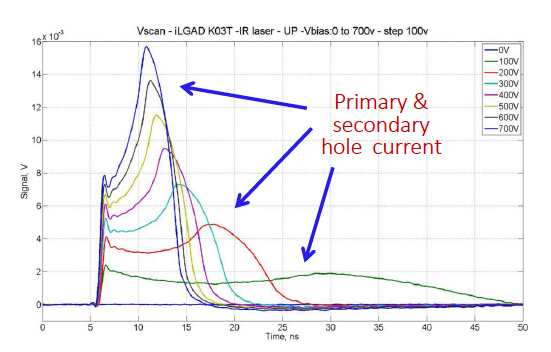 Vscan - iLGAD K03T -IR laser - UP -Vbias:0 to 700v - step 100v
x 10⁻³
16
14
12
10
8
6
4
2
0
Signal, V
0 5 10 15 20 25 30 35 40 45 50
Time, ns
0V
100V
200V
300V
400V
500V
600V
700V
Primary &
secondary
hole current